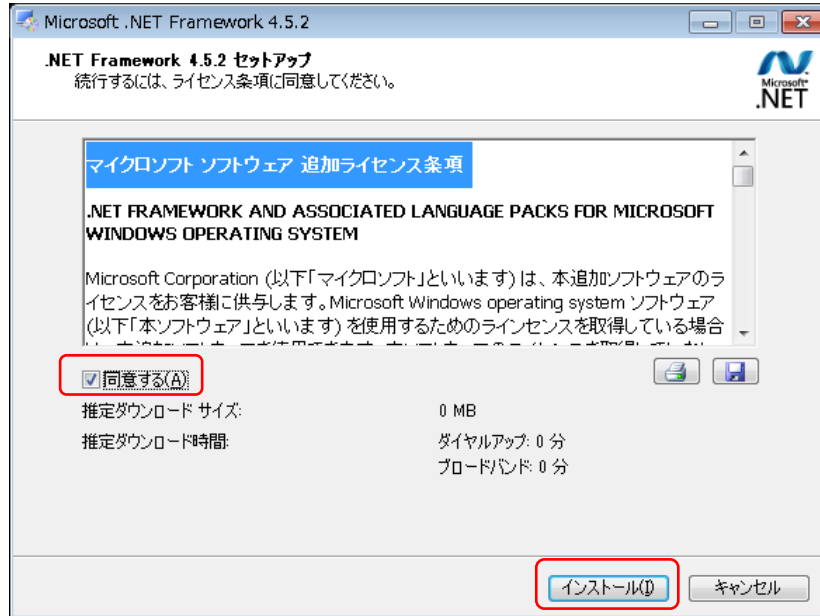 Microsoft .NET Framework 4.5.2
.NET Framework 4.5.2 セットアップ
続行するには、ライセンス条項に同意してください。
Microsoft
.NET
マイクロソフト ソフトウェア 追加ライセンス条項
.NET FRAMEWORK AND ASSOCIATED LANGUAGE PACKS FOR MICROSOFT
WINDOWS OPERATING SYSTEM
Microsoft Corporation (以下「マイクロソフト」といいます) は、本追加ソフトウェアのラ
イセンスをお客様に供与します。Microsoft Windows operating system ソフトウェア
(以下「本ソフトウェア」といいます) を使用するためのラインセンスを取得している場合
同意する(A)
推定ダウンロード サイズ: 0 MB
推定ダウンロード時間: ダイヤルアップ: 0 分
ブロードバンド: 0 分
インストール(I)
キャンセル